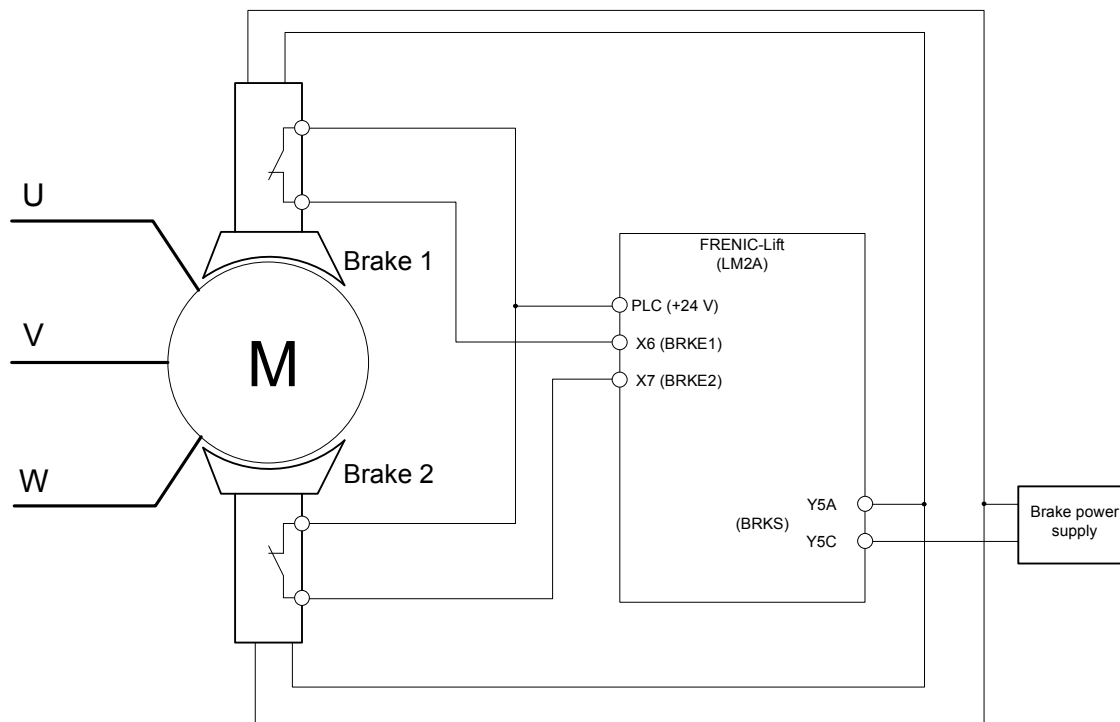 U
Brake 1
FRENIC-Lift
(LM2A)
PLC (+24 V)
X6 (BRKE1)
V
M
X7 (BRKE2)
W
Brake 2
Y5A
(BRKS)
Y5C
Brake power
supply